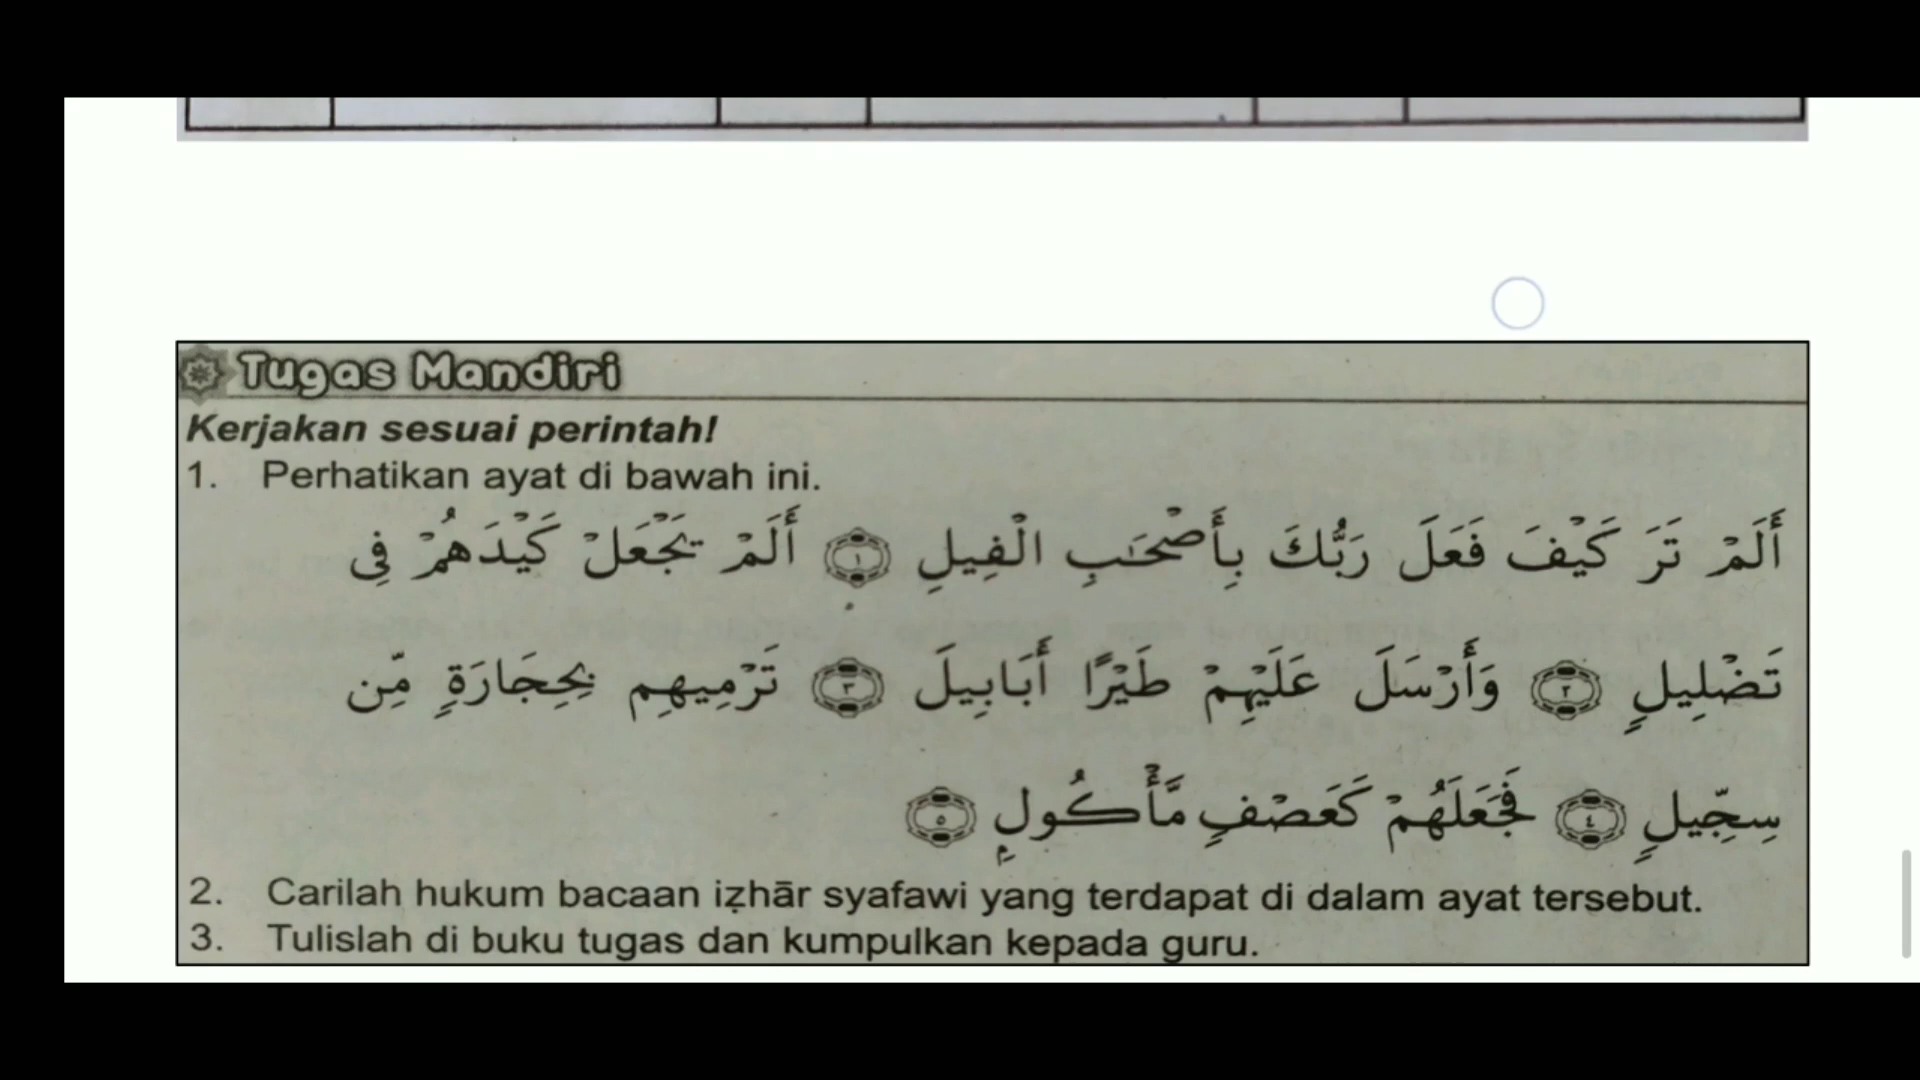 Tugas Mandiri
Kerjakan sesuai perintah!
1. Perhatikan ayat di bawah ini.
أَلَمْ تَرَ كَيْفَ فَعَلَ رَبُّكَ بِأَصْحَٰبِ الْفِيلِ ۝١ أَلَمْ يَجْعَلْ كَيْدَهُمْ فِى
تَضْلِيلٍ ۝٢ وَأَرْسَلَ عَلَيْهِمْ طَيْرًا أَبَابِيلَ ۝٣ تَرْمِيهِم بِحِجَارَةٍ مِّن
سِجِّيلٍ ۝٤ فَجَعَلَهُمْ كَعَصْفٍ مَّأْكُولٍ ۝٥
2. Carilah hukum bacaan iẓhār syafawi yang terdapat di dalam ayat tersebut.
3. Tulislah di buku tugas dan kumpulkan kepada guru.